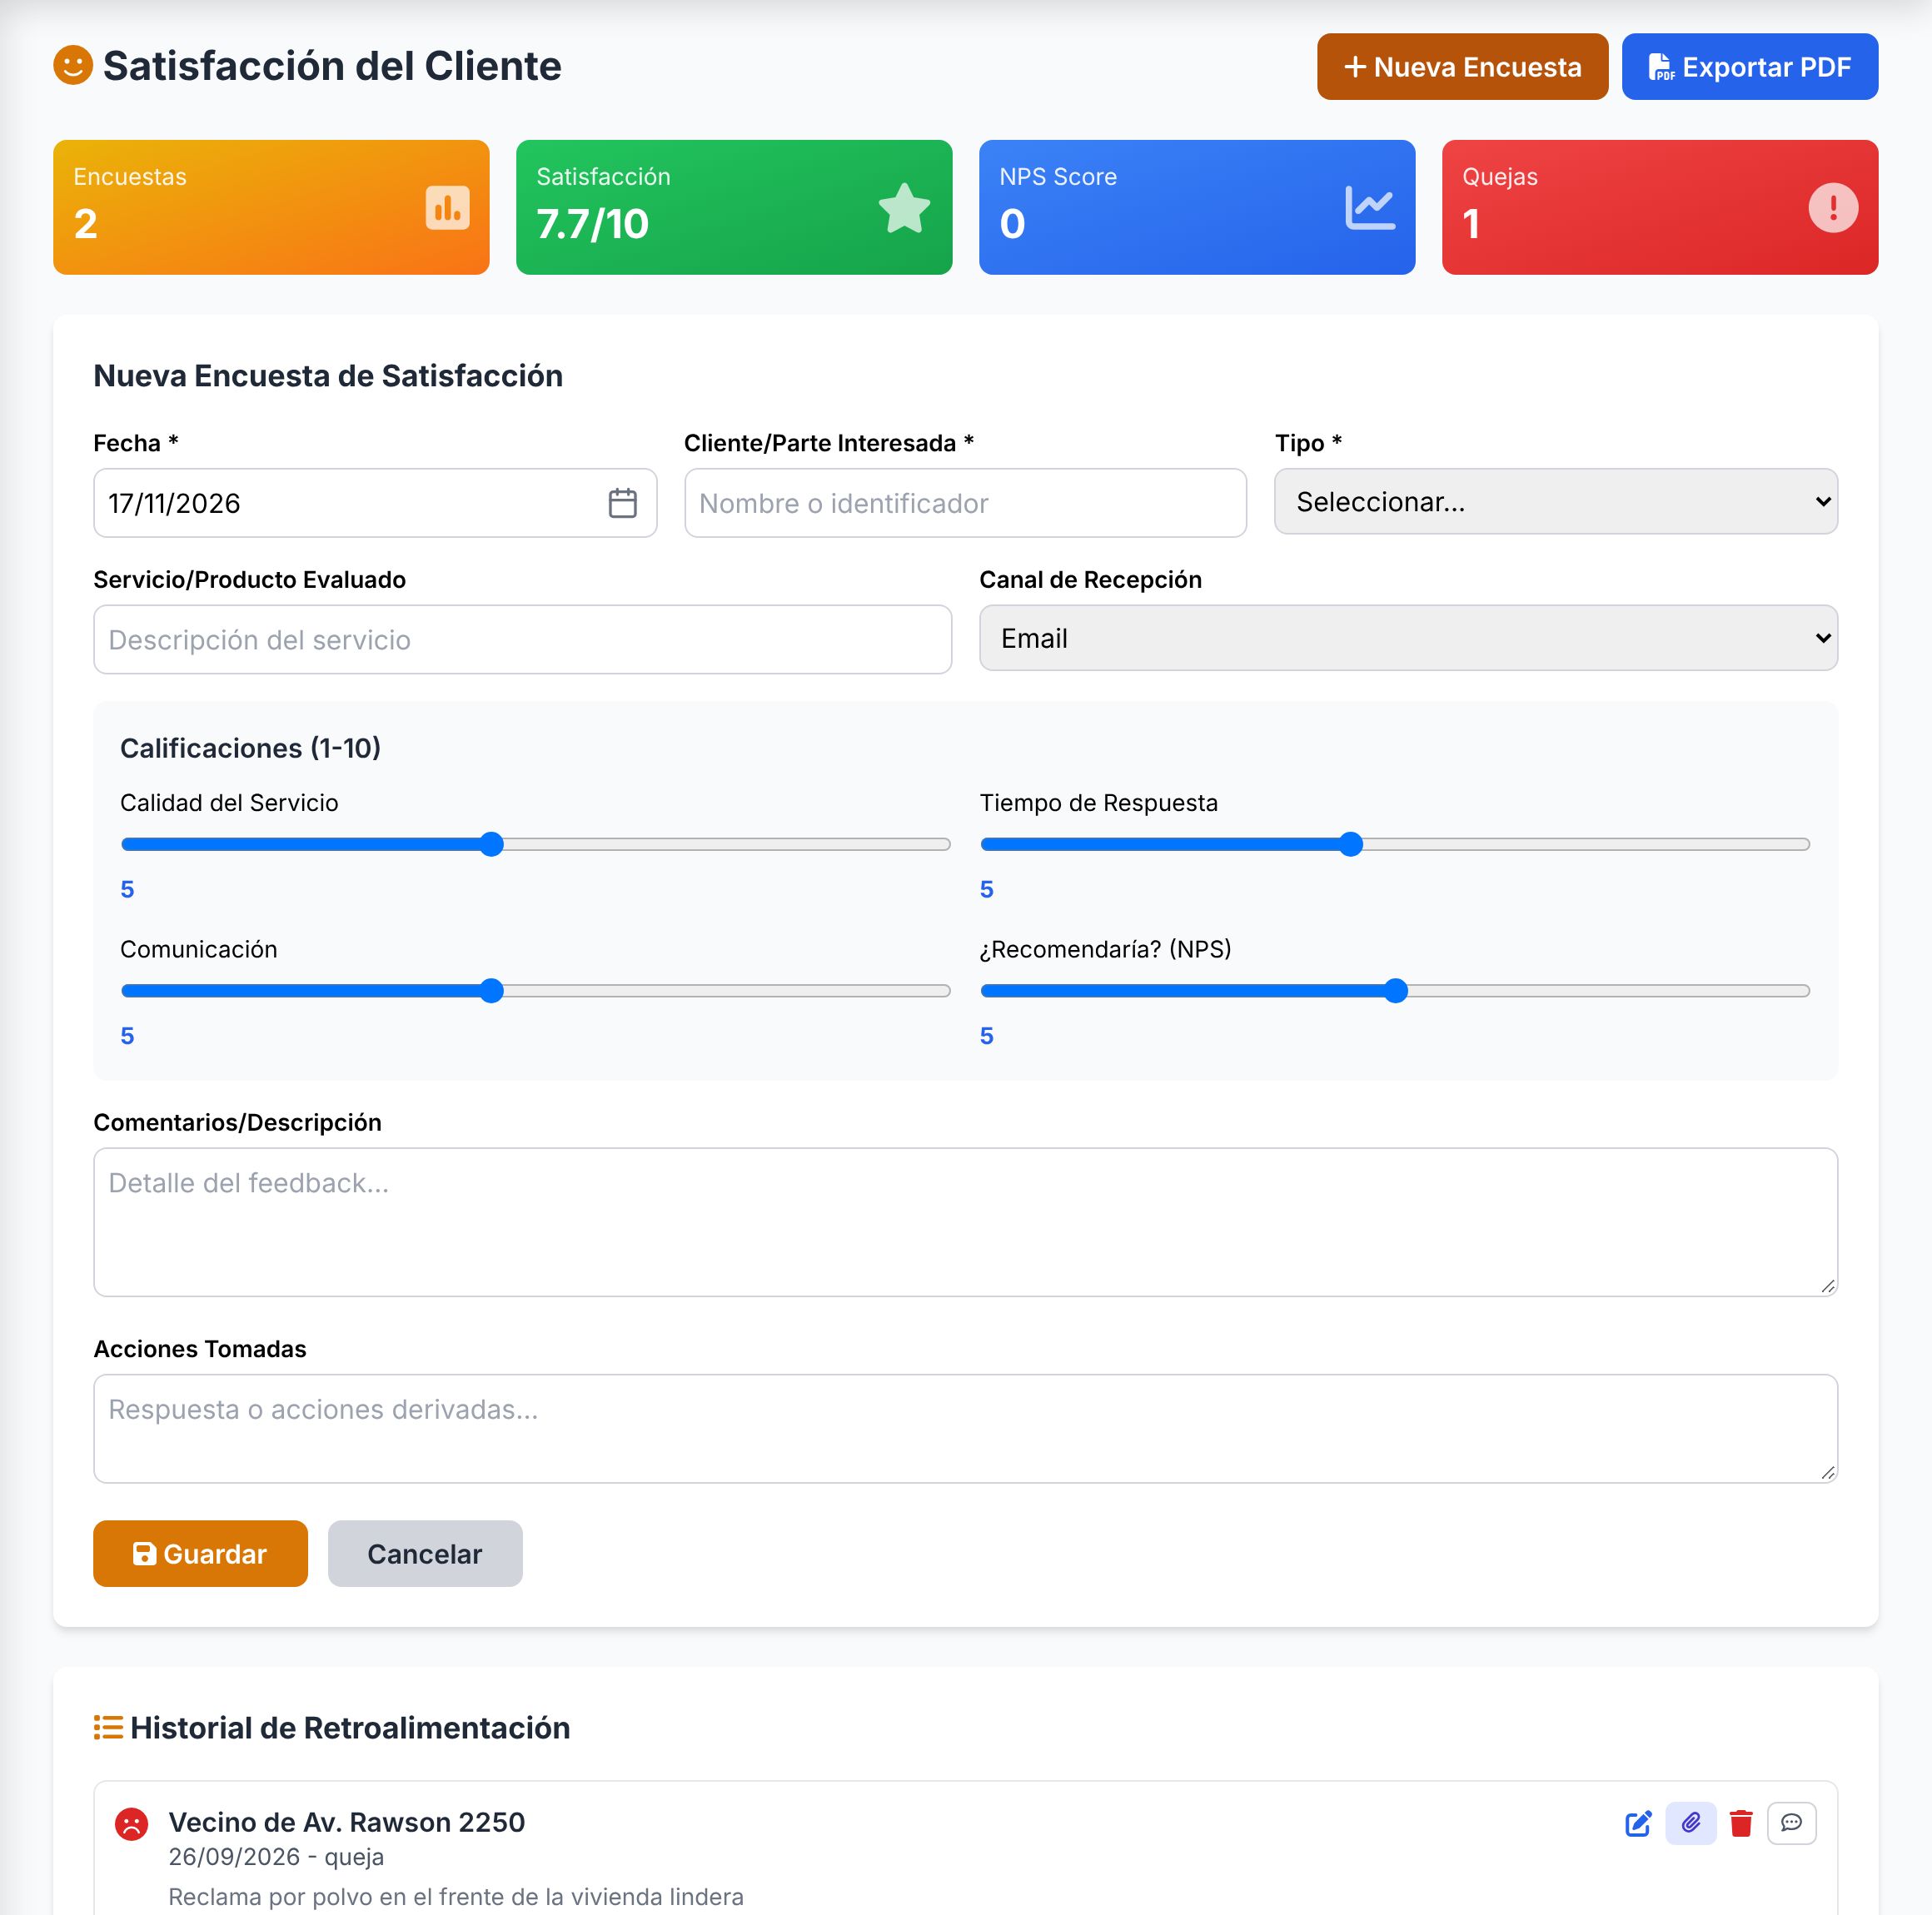 Satisfacción del Cliente
Nueva Encuesta
Exportar PDF
Encuestas
2
Satisfacción
7.7/10
NPS Score
0
Quejas
1
Nueva Encuesta de Satisfacción
Fecha *
17/11/2026
Cliente/Parte Interesada *
Nombre o identificador
Tipo *
Seleccionar...
Servicio/Producto Evaluado
Descripción del servicio
Canal de Recepción
Email
Calificaciones (1-10)
Calidad del Servicio
5
Tiempo de Respuesta
5
Comunicación
5
¿Recomendaría? (NPS)
5
Comentarios/Descripción
Detalle del feedback...
Acciones Tomadas
Respuesta o acciones derivadas...
Guardar
Cancelar
Historial de Retroalimentación
Vecino de Av. Rawson 2250
26/09/2026 - queja
Reclama por polvo en el frente de la vivienda lindera